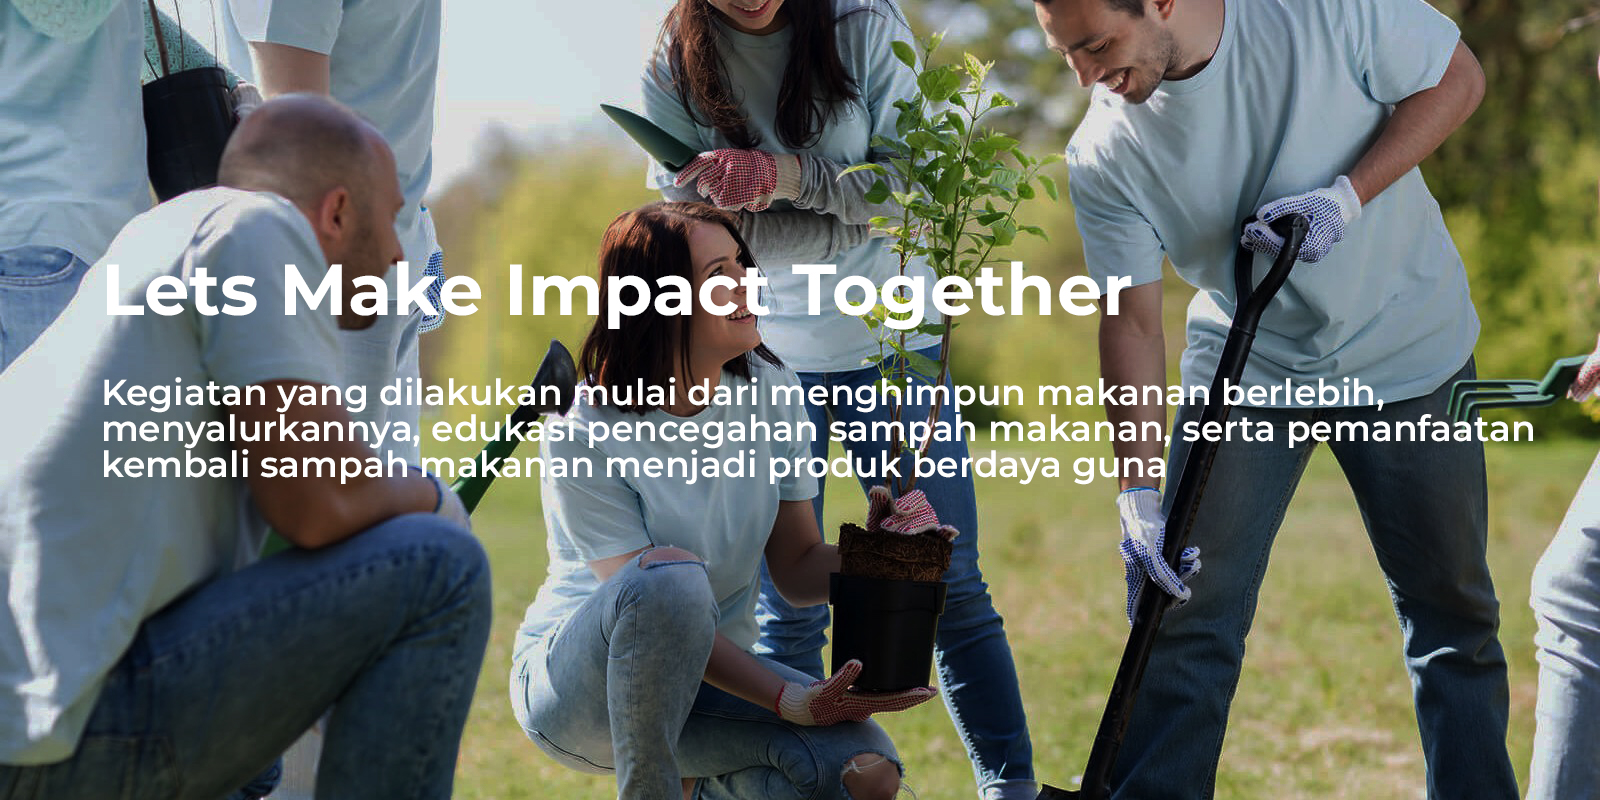 Lets Make Impact Together
Kegiatan yang dilakukan mulai dari menghimpun makanan berlebih,
menyalurkannya, edukasi pencegahan sampah makanan, serta pemanfaatan
kembali sampah makanan menjadi produk berdaya guna